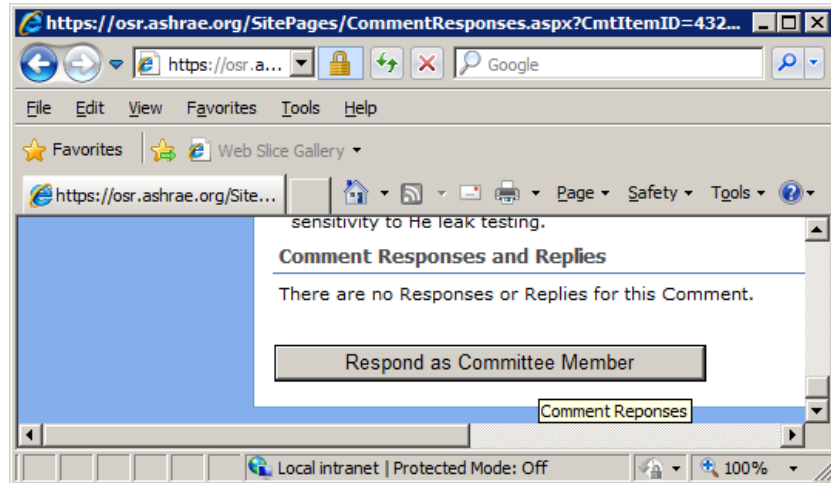 https://osr.ashrae.org/SitePages/CommentResponses.aspx?CmtItemID=432...
https://osr.a... Google
File Edit View Favorites Tools Help
Favorites Web Slice Gallery
https://osr.ashrae.org/Site... Page Safety Tools
sensitivity to He leak testing.
Comment Responses and Replies
There are no Responses or Replies for this Comment.
Respond as Committee Member
Comment Reponses
Local intranet | Protected Mode: Off 100%